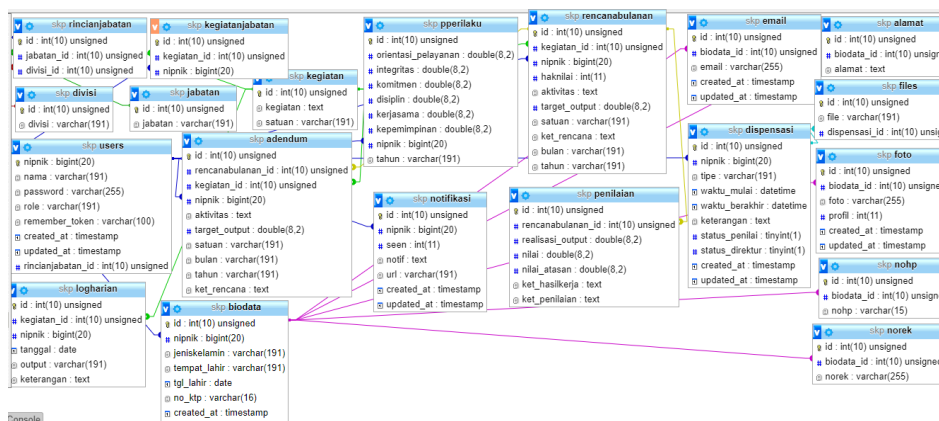 skp rincianjabatan
id : int(10) unsigned
jabatan_id : int(10) unsigned
divisi_id : int(10) unsigned
skp kegiatanjabatan
id : int(10) unsigned
kegiatan_id : int(10) unsigned
nipnik : bigint(20)
skp divisi
id : int(10) unsigned
divisi : varchar(191)
skp jabatan
id : int(10) unsigned
jabatan : varchar(191)
skp kegiatan
id : int(10) unsigned
kegiatan : text
satuan : varchar(191)
skp pperilaku
id : int(10) unsigned
orientasi_pelayanan : double(8,2)
integritas : double(8,2)
komitmen : double(8,2)
disiplin : double(8,2)
kerjasama : double(8,2)
kepemimpinan : double(8,2)
nipnik : bigint(20)
tahun : varchar(191)
skp rencanabulanan
id : int(10) unsigned
kegiatan_id : int(10) unsigned
nipnik : bigint(20)
haknilai : int(11)
aktivitas : text
target_output : double(8,2)
satuan : varchar(191)
ket_rencana : text
bulan : varchar(191)
tahun : varchar(191)
skp email
id : int(10) unsigned
biodata_id : int(10) unsigned
email : varchar(255)
created_at : timestamp
updated_at : timestamp
skp alamat
id : int(10) unsigned
biodata_id : int(10) unsigned
alamat : text
skp files
id : int(10) unsigned
file : varchar(191)
dispensasi_id : int(10) unsi
skp users
nipnik : bigint(20)
nama : varchar(191)
password : varchar(255)
role : varchar(191)
remember_token : varchar(100)
created_at : timestamp
updated_at : timestamp
rincianjabatan_id : int(10) unsigned
skp adendum
id : int(10) unsigned
rencanabulanan_id : int(10) unsigned
kegiatan_id : int(10) unsigned
nipnik : bigint(20)
aktivitas : text
target_output : double(8,2)
satuan : varchar(191)
bulan : varchar(191)
tahun : varchar(191)
ket_rencana : text
skp notifikasi
id : int(10) unsigned
nipnik : bigint(20)
seen : int(11)
notif : text
url : varchar(191)
created_at : timestamp
updated_at : timestamp
skp penilaian
id : int(10) unsigned
rencanabulanan_id : int(10) unsigned
realisasi_output : double(8,2)
nilai : double(8,2)
nilai_atasan : double(8,2)
ket_hasilkerja : text
ket_penilaian : text
skp dispensasi
id : int(10) unsigned
nipnik : bigint(20)
tipe : varchar(191)
waktu_mulai : datetime
waktu_berakhir : datetime
keterangan : text
status_penilai : tinyint(1)
status_direktur : tinyint(1)
created_at : timestamp
updated_at : timestamp
skp foto
id : int(10) unsigned
biodata_id : int(10) unsigned
foto : varchar(255)
profil : int(11)
created_at : timestamp
updated_at : timestamp
skp logharian
id : int(10) unsigned
kegiatan_id : int(10) unsigned
nipnik : bigint(20)
tanggal : date
output : varchar(191)
keterangan : text
skp biodata
id : int(10) unsigned
nipnik : bigint(20)
jeniskelamin : varchar(191)
tempat_lahir : varchar(191)
tgl_lahir : date
no_ktp : varchar(16)
created_at : timestamp
skp nohp
id : int(10) unsigned
biodata_id : int(10) unsigned
nohp : varchar(15)
skp norek
id : int(10) unsigned
biodata_id : int(10) unsigned
norek : varchar(255)
Console